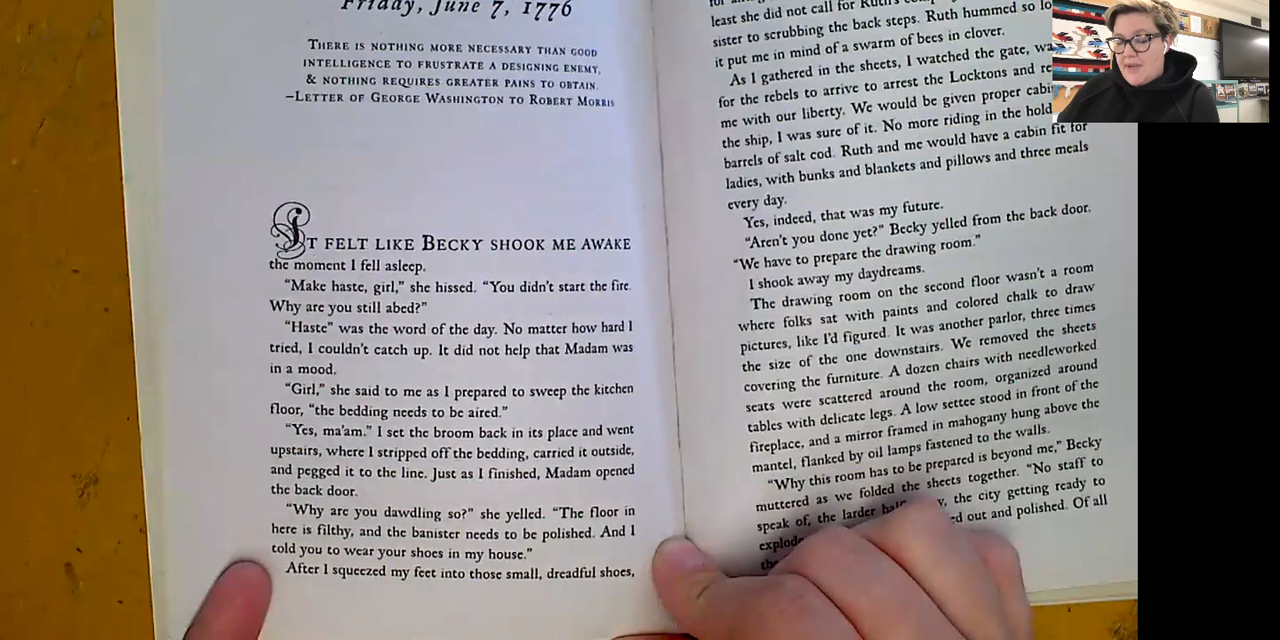 Friday, June 7, 1776
THERE IS NOTHING MORE NECESSARY THAN GOOD
INTELLIGENCE TO FRUSTRATE A DESIGNING ENEMY,
& NOTHING REQUIRES GREATER PAINS TO OBTAIN.
–LETTER OF GEORGE WASHINGTON TO ROBERT MORRIS
IT FELT LIKE BECKY SHOOK ME AWAKE
the moment I fell asleep.
“Make haste, girl,” she hissed. “You didn’t start the fire.
Why are you still abed?”
“Haste” was the word of the day. No matter how hard I
tried, I couldn’t catch up. It did not help that Madam was
in a mood.
“Girl,” she said to me as I prepared to sweep the kitchen
floor, “the bedding needs to be aired.”
“Yes, ma’am.” I set the broom back in its place and went
upstairs, where I stripped off the bedding, carried it outside,
and pegged it to the line. Just as I finished, Madam opened
the back door.
“Why are you dawdling so?” she yelled. “The floor in
here is filthy, and the banister needs to be polished. And I
told you to wear your shoes in my house.”
After I squeezed my feet into those small, dreadful shoes,
least she did not call for Ruth’s
sister to scrubbing the back steps. Ruth hummed so lo
it put me in mind of a swarm of bees in clover.
As I gathered in the sheets, I watched the gate, wa
for the rebels to arrive to arrest the Locktons and re
me with our liberty. We would be given proper cabi
the ship, I was sure of it. No more riding in the hold
barrels of salt cod. Ruth and me would have a cabin fit for
ladies, with bunks and blankets and pillows and three meals
every day.
Yes, indeed, that was my future.
“Aren’t you done yet?” Becky yelled from the back door.
“We have to prepare the drawing room.”
I shook away my daydreams.
The drawing room on the second floor wasn’t a room
where folks sat with paints and colored chalk to draw
pictures, like I’d figured. It was another parlor, three times
the size of the one downstairs. We removed the sheets
covering the furniture. A dozen chairs with needleworked
seats were scattered around the room, organized around
tables with delicate legs. A low settee stood in front of the
fireplace, and a mirror framed in mahogany hung above the
mantel, flanked by oil lamps fastened to the walls.
“Why this room has to be prepared is beyond me,” Becky
muttered as we folded the sheets together. “No staff to
speak of, the larder the city getting ready to
out and polished. Of all